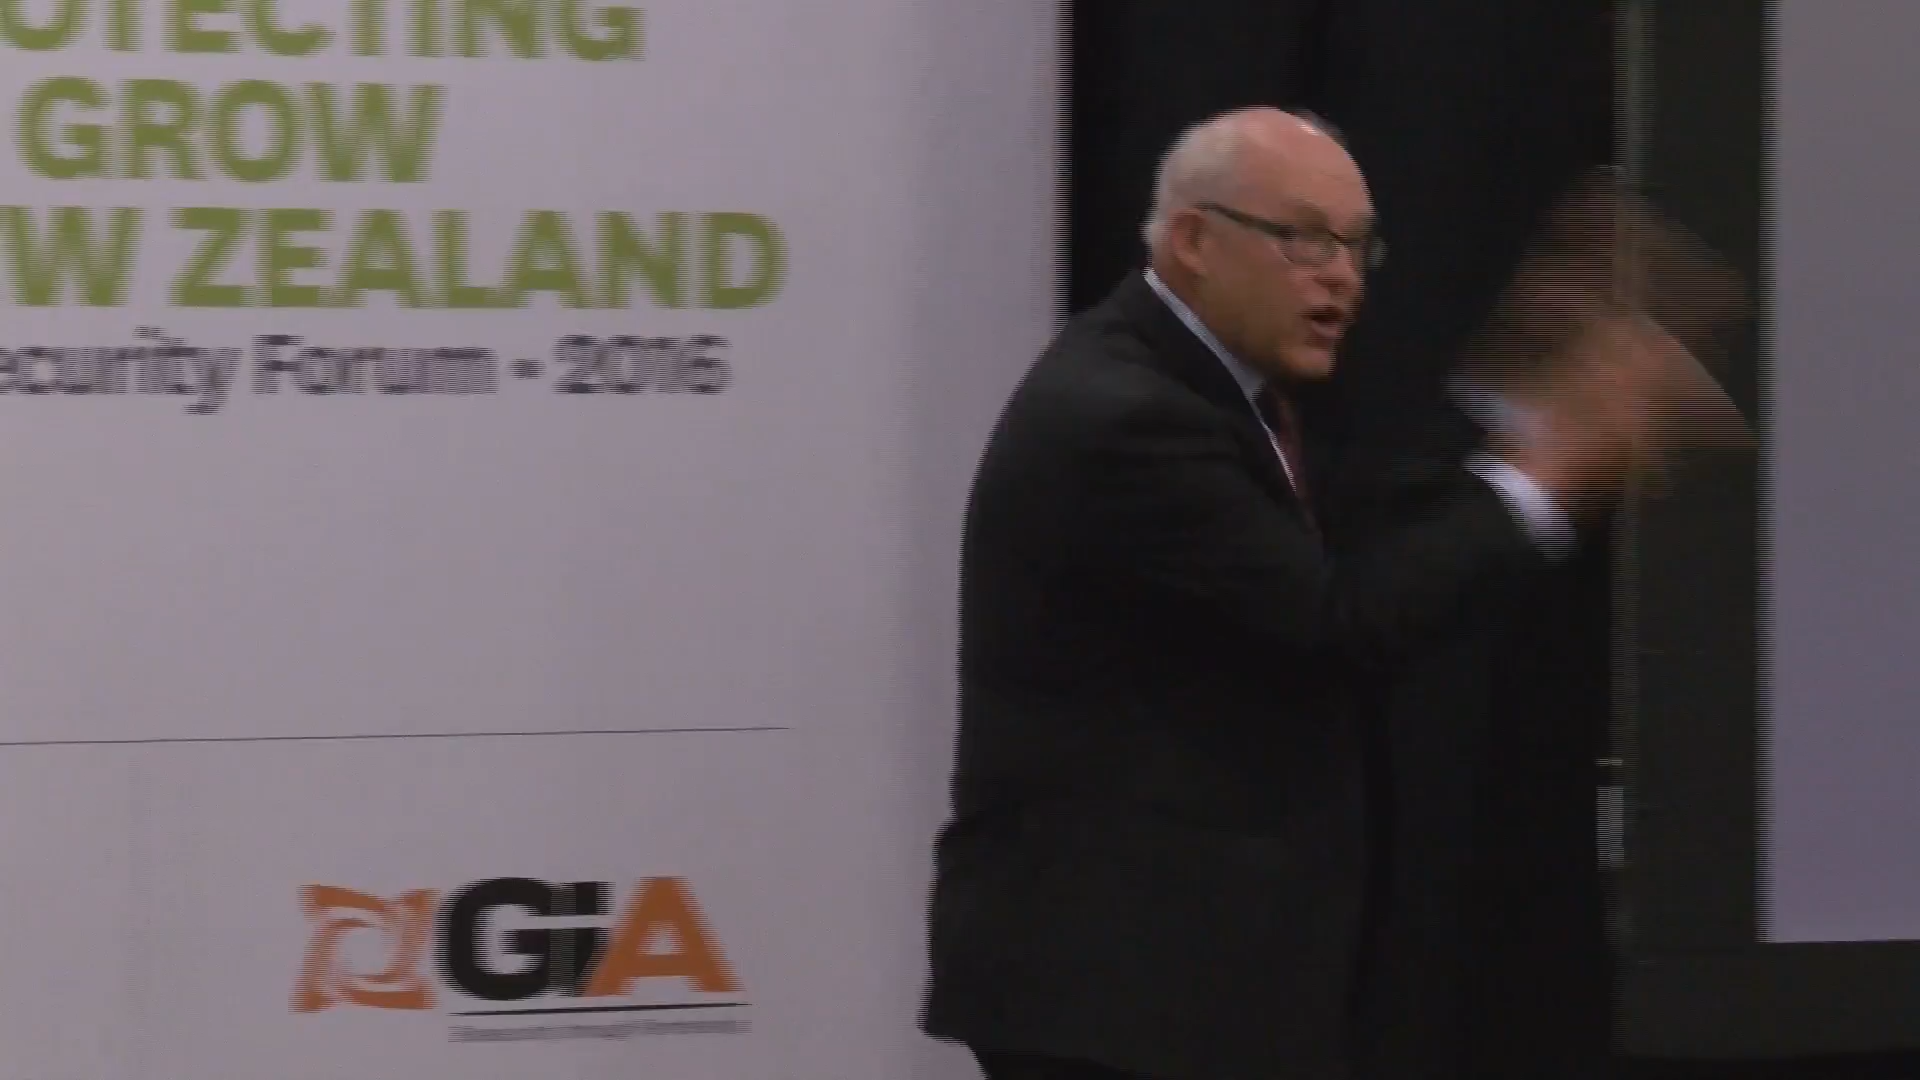 OTECTING
GROW
W ZEALAND
ecurity Forum • 2016
GiA